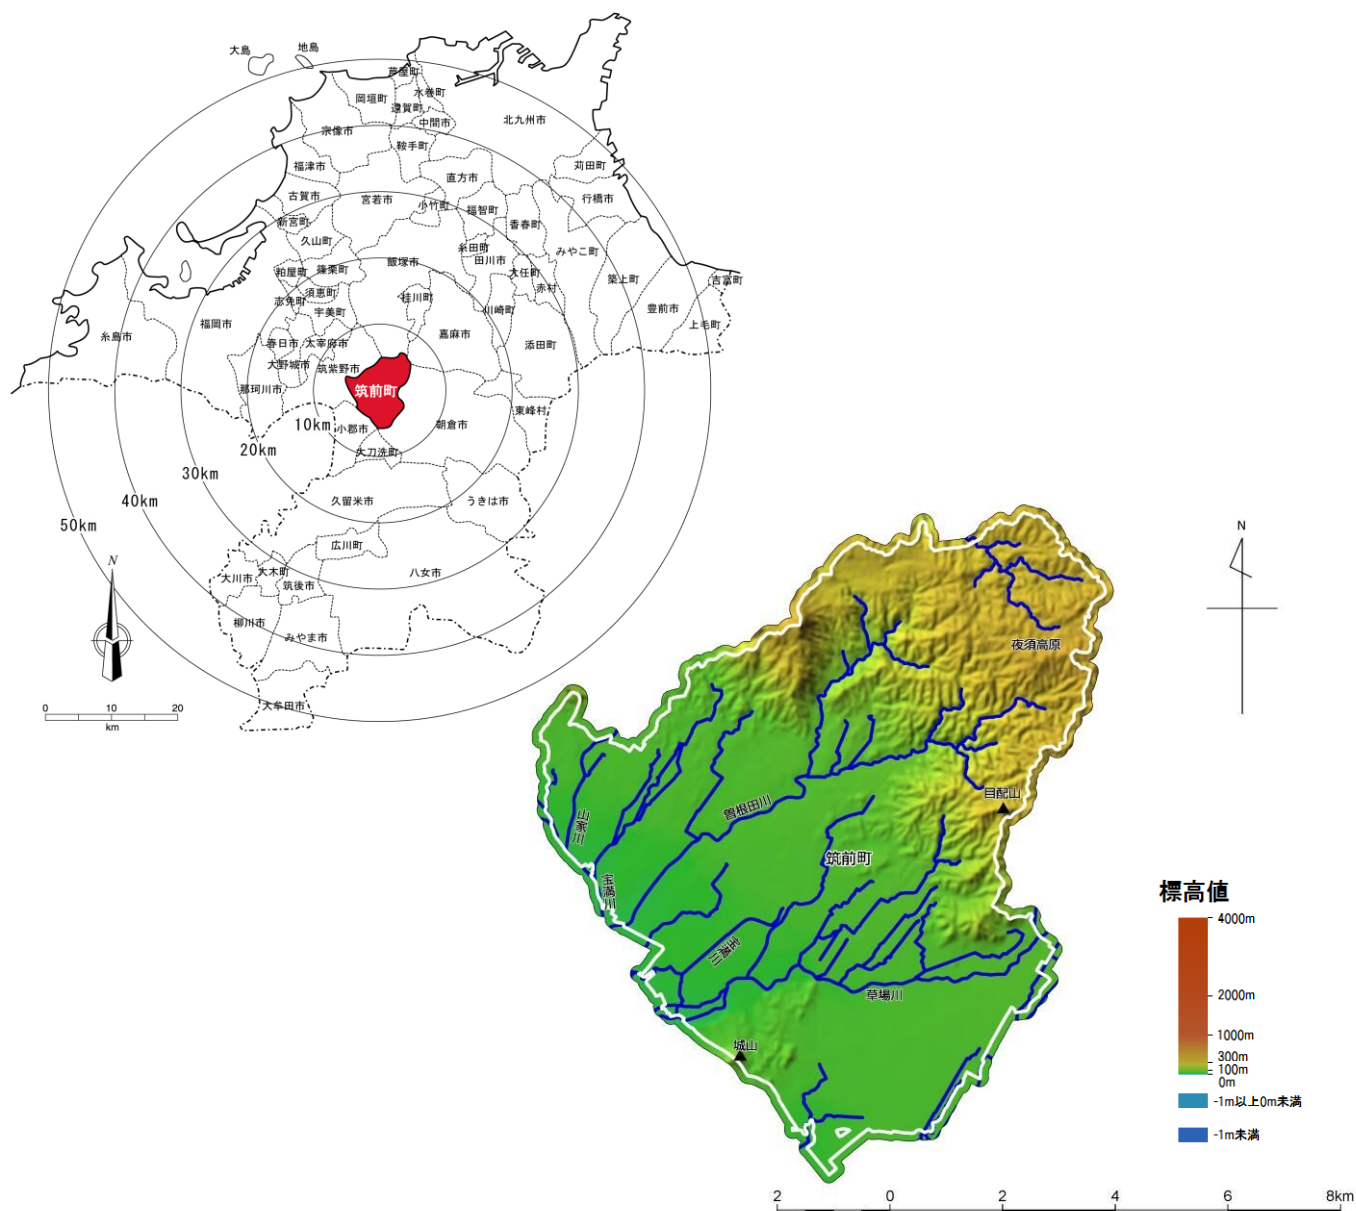 大島
地島
芦屋町
岡垣町
水巻町
遠賀町
中間市
北九州市
宗像市
鞍手町
福津市
直方市
苅田町
古賀市
宮若市
小竹町
福智町
行橋市
新宮町
香春町
久山町
糸田町
みやこ町
粕屋町
篠栗町
飯塚市
田川市
大任町
築上町
吉富町
志免町
須恵町
桂川町
赤村
宇美町
川崎町
豊前市
上毛町
糸島市
福岡市
嘉麻市
春日市
太宰府市
添田町
大野城市
筑紫野市
那珂川市
筑前町
東峰村
10km
小郡市
朝倉市
20km
大刀洗町
30km
40km
久留米市
うきは市
50km
広川町
大川市
大木町
筑後市
八女市
柳川市
みやま市
大牟田市
N
0 10 20
km
N
夜須高原
目配山
曽根田川
山家川
筑前町
宝満川
宝満川
草場川
城山
標高値
4000m
2000m
1000m
300m
100m
0m
-1m以上0m未満
-1m未満
2 0 2 4 6 8km